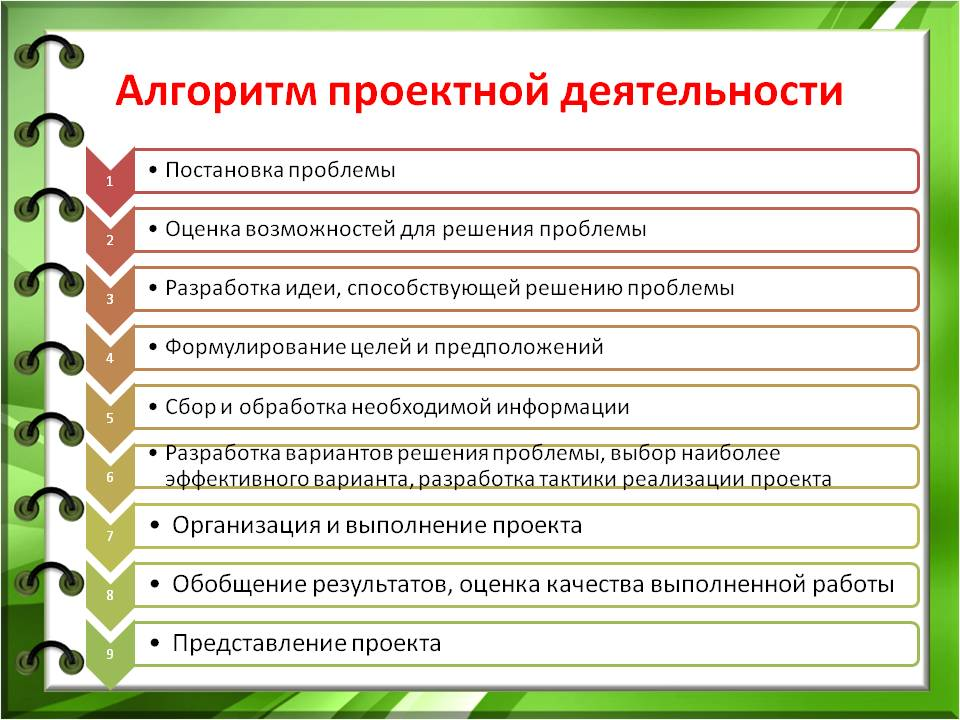 Алгоритм проектной деятельности
1
• Постановка проблемы
2
• Оценка возможностей для решения проблемы
3
• Разработка идеи, способствующей решению проблемы
4
• Формулирование целей и предположений
5
• Сбор и обработка необходимой информации
6
• Разработка вариантов решения проблемы, выбор наиболее
эффективного варианта, разработка тактики реализации проекта
7
• Организация и выполнение проекта
8
• Обобщение результатов, оценка качества выполненной работы
9
• Представление проекта